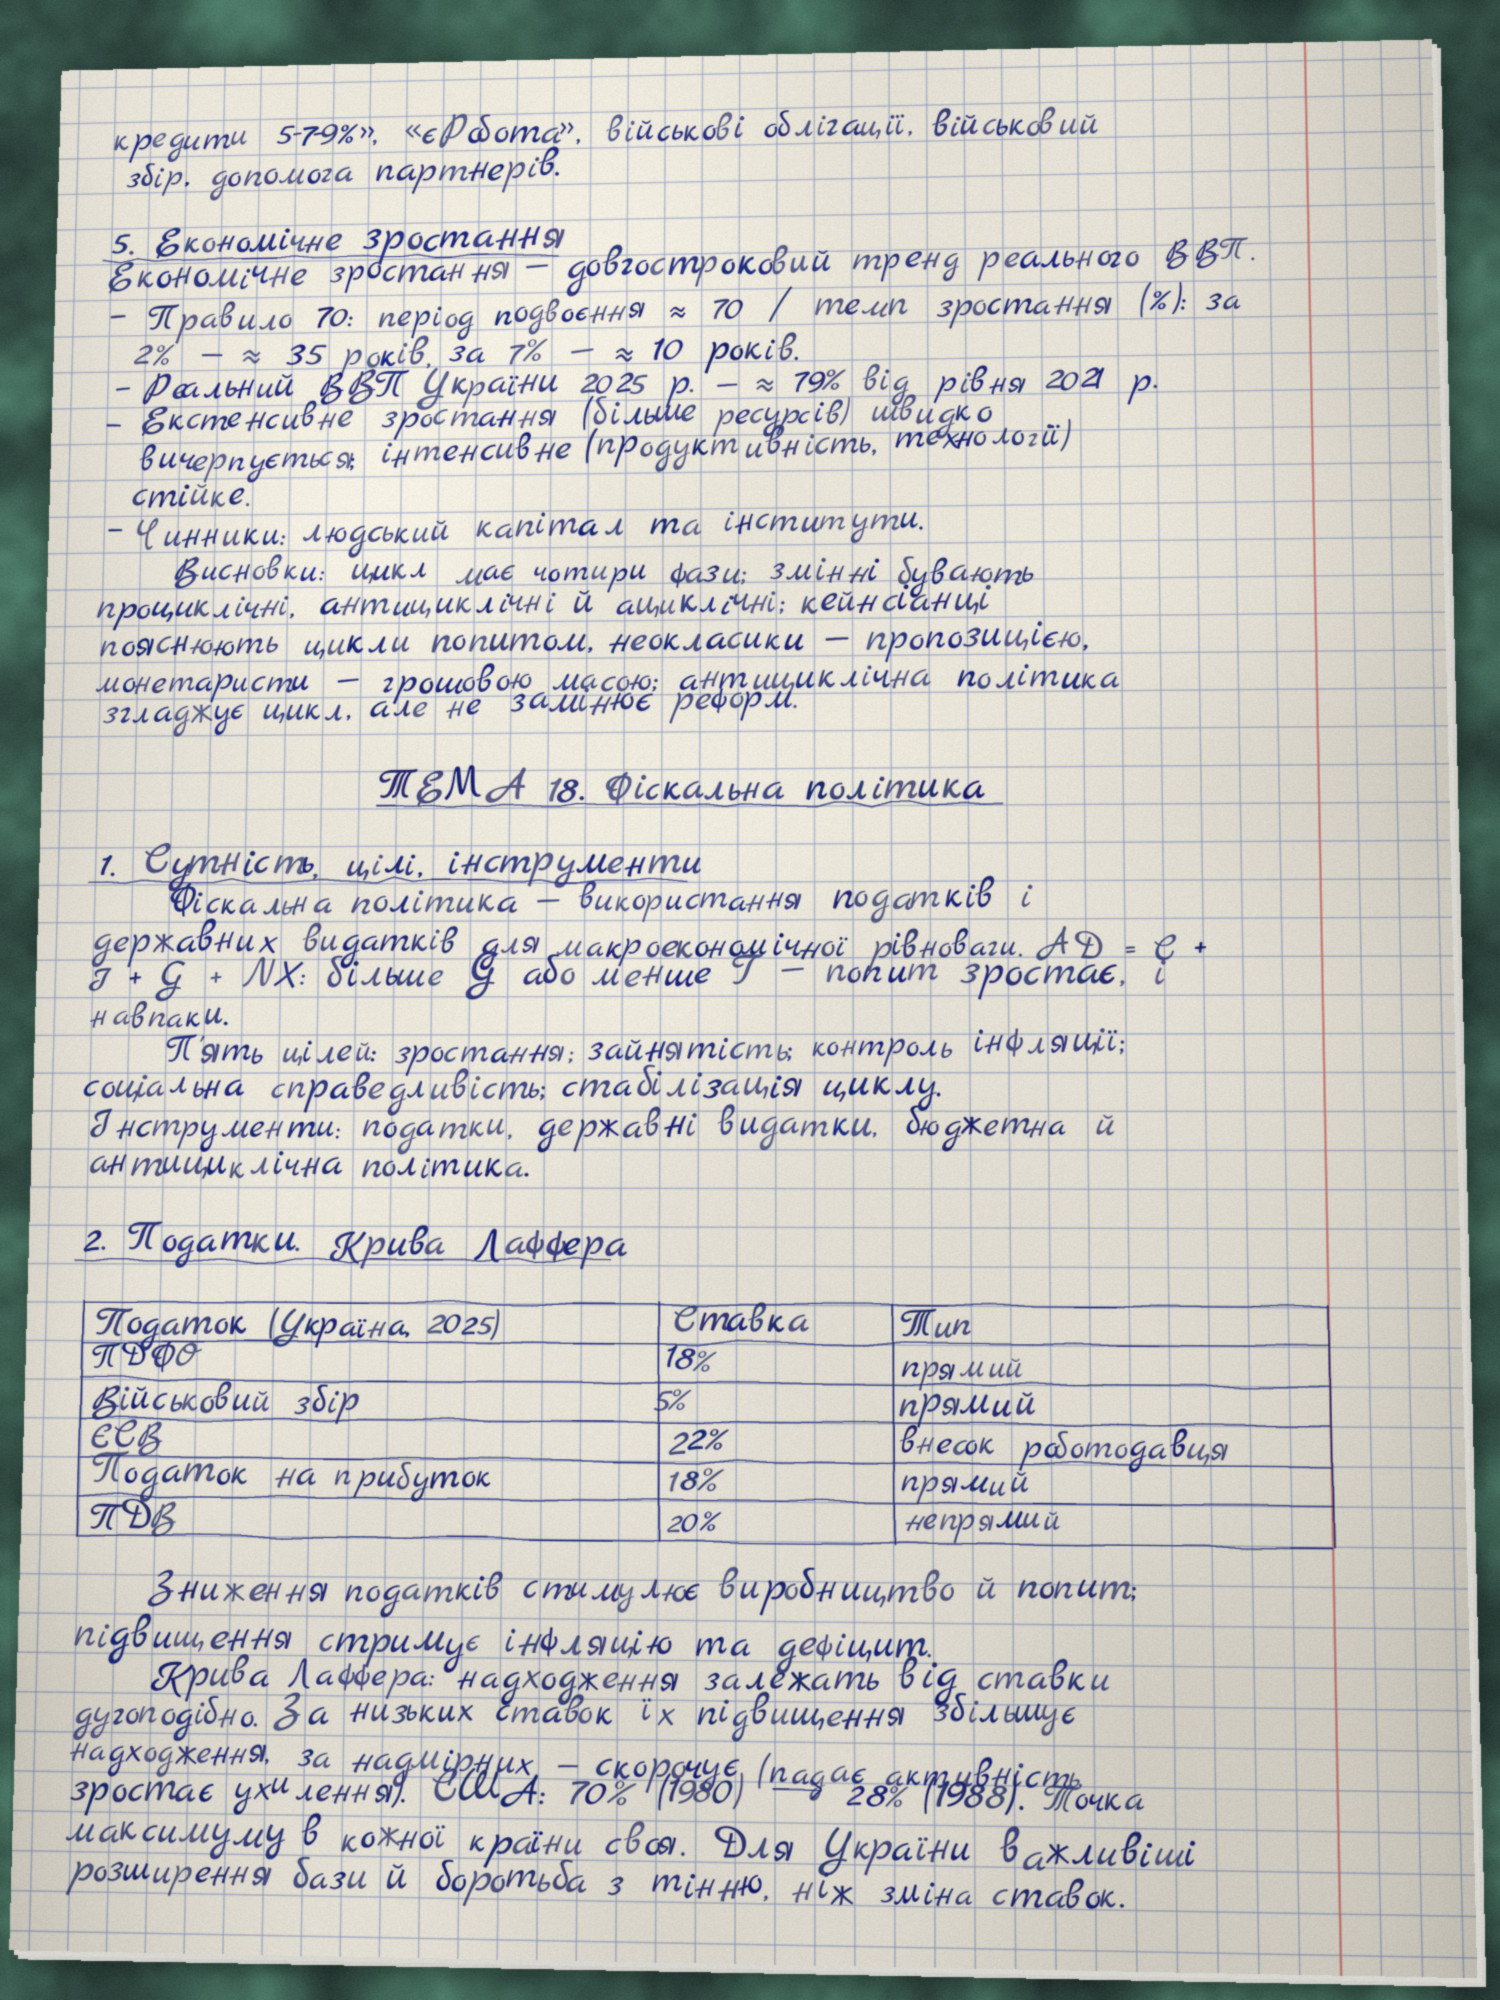 кредити 5-7-9%», «єРобота», військові облігації, військовий
збір, допомога партнерів.
5. Економічне зростання
Економічне зростання — довгостроковий тренд реального ВВП.
- Правило 70: період подвоєння ≈ 70 / темп зростання (%): за
2% — ≈ 35 років, за 7% — ≈ 10 років.
- Реальний ВВП України 2025 р. — ≈ 79% від рівня 2021 р.
- Екстенсивне зростання (більше ресурсів) швидко
вичерпується; інтенсивне (продуктивність, технології)
стійке.
- Чинники: людський капітал та інститути.
Висновки: цикл має чотири фази; змінні бувають
проциклічні, антициклічні й ациклічні; кейнсіанці
пояснюють цикли попитом, неокласики — пропозицією,
монетаристи — грошовою масою; антициклічна політика
згладжує цикл, але не замінює реформ.
ТЕМА 18. Фіскальна політика
1. Сутність, цілі, інструменти
Фіскальна політика — використання податків і
державних видатків для макроекономічної рівноваги. AD = C +
I + G + NX: більше G або менше T — попит зростає, і
навпаки.
П'ять цілей: зростання; зайнятість; контроль інфляції;
соціальна справедливість; стабілізація циклу.
Інструменти: податки, державні видатки, бюджетна й
антициклічна політика.
2. Податки. Крива Лаффера
Податок (Україна, 2025) Ставка Тип
ПДФО 18% прямий
Військовий збір 5% прямий
ЄСВ 22% внесок роботодавця
Податок на прибуток 18% прямий
ПДВ 20% непрямий
Зниження податків стимулює виробництво й попит;
підвищення стримує інфляцію та дефіцит.
Крива Лаффера: надходження залежать від ставки
дугоподібно. За низьких ставок їх підвищення збільшує
надходження, за надмірних — скорочує (падає активність,
зростає ухилення). США: 70% (1980) → 28% (1988). Точка
максимуму в кожної країни своя. Для України важливіші
розширення бази й боротьба з тінню, ніж зміна ставок.